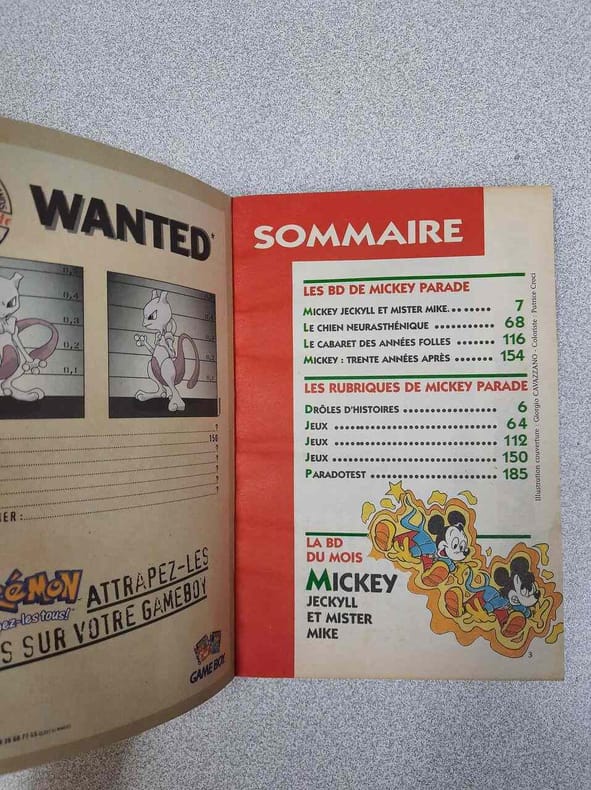 WANTED*
0,4
0,3
0,2
0,1
?
150
?
?
?
?
ATTRAPEZ-LES
S SUR VOTRE GAMEBOY
GAME BOY
SOMMAIRE
LES BD DE MICKEY PARADE
MICKEY JECKYLL ET MISTER MIKE........ 7
LE CHIEN NEURASTHÉNIQUE ............ 68
LE CABARET DES ANNÉES FOLLES ....... 116
MICKEY : TRENTE ANNÉES APRÈS ....... 154
LES RUBRIQUES DE MICKEY PARADE
DRÔLES D'HISTOIRES ................. 6
JEUX ............................. 64
JEUX ............................. 112
JEUX ............................. 150
PARADOTEST ....................... 185
Illustration couverture : Giorgio CAVAZZANO - Coloriste : Patrice Croci
LA BD
DU MOIS
MICKEY
JECKYLL
ET MISTER
MIKE
3